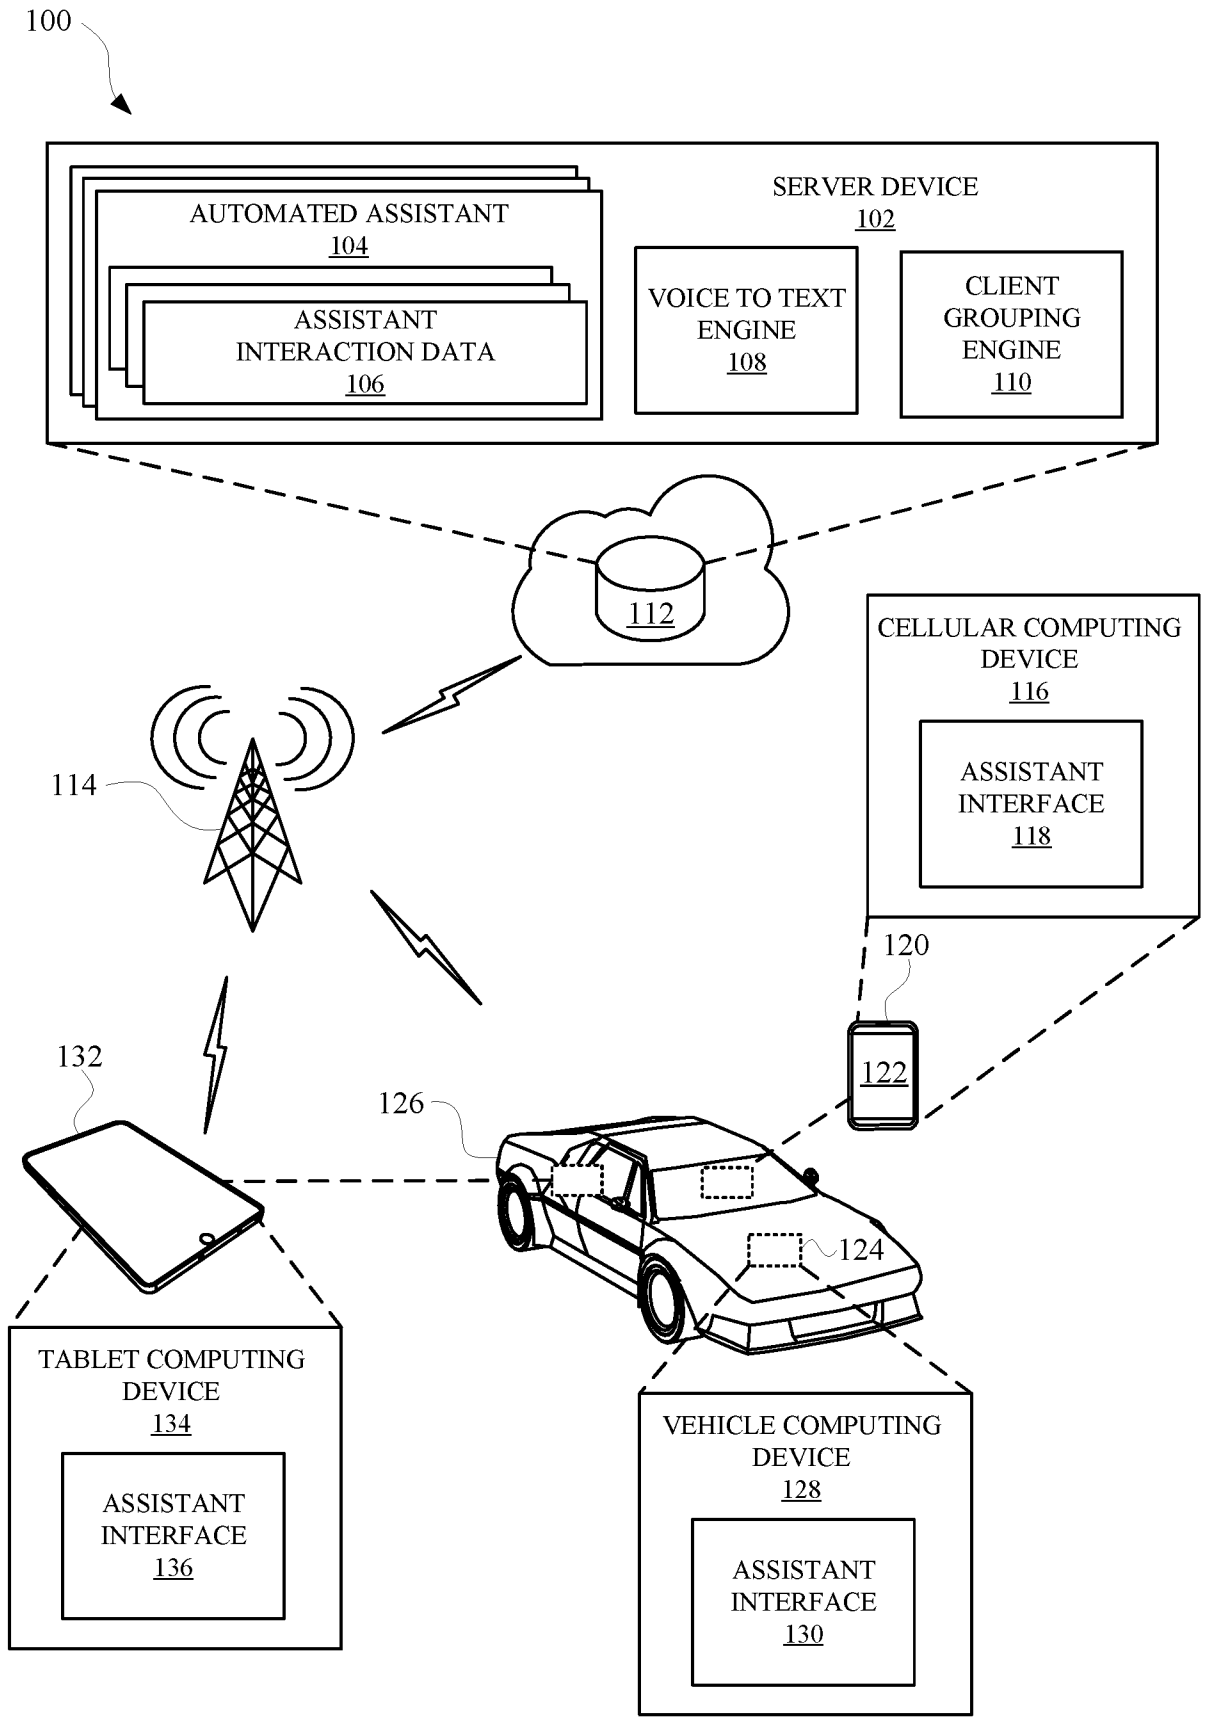 100
SERVER DEVICE
102
AUTOMATED ASSISTANT
104
ASSISTANT
INTERACTION DATA
106
VOICE TO TEXT
ENGINE
108
CLIENT
GROUPING
ENGINE
110
112
CELLULAR COMPUTING
DEVICE
116
ASSISTANT
INTERFACE
118
114
120
122
132
126
124
TABLET COMPUTING
DEVICE
134
ASSISTANT
INTERFACE
136
VEHICLE COMPUTING
DEVICE
128
ASSISTANT
INTERFACE
130